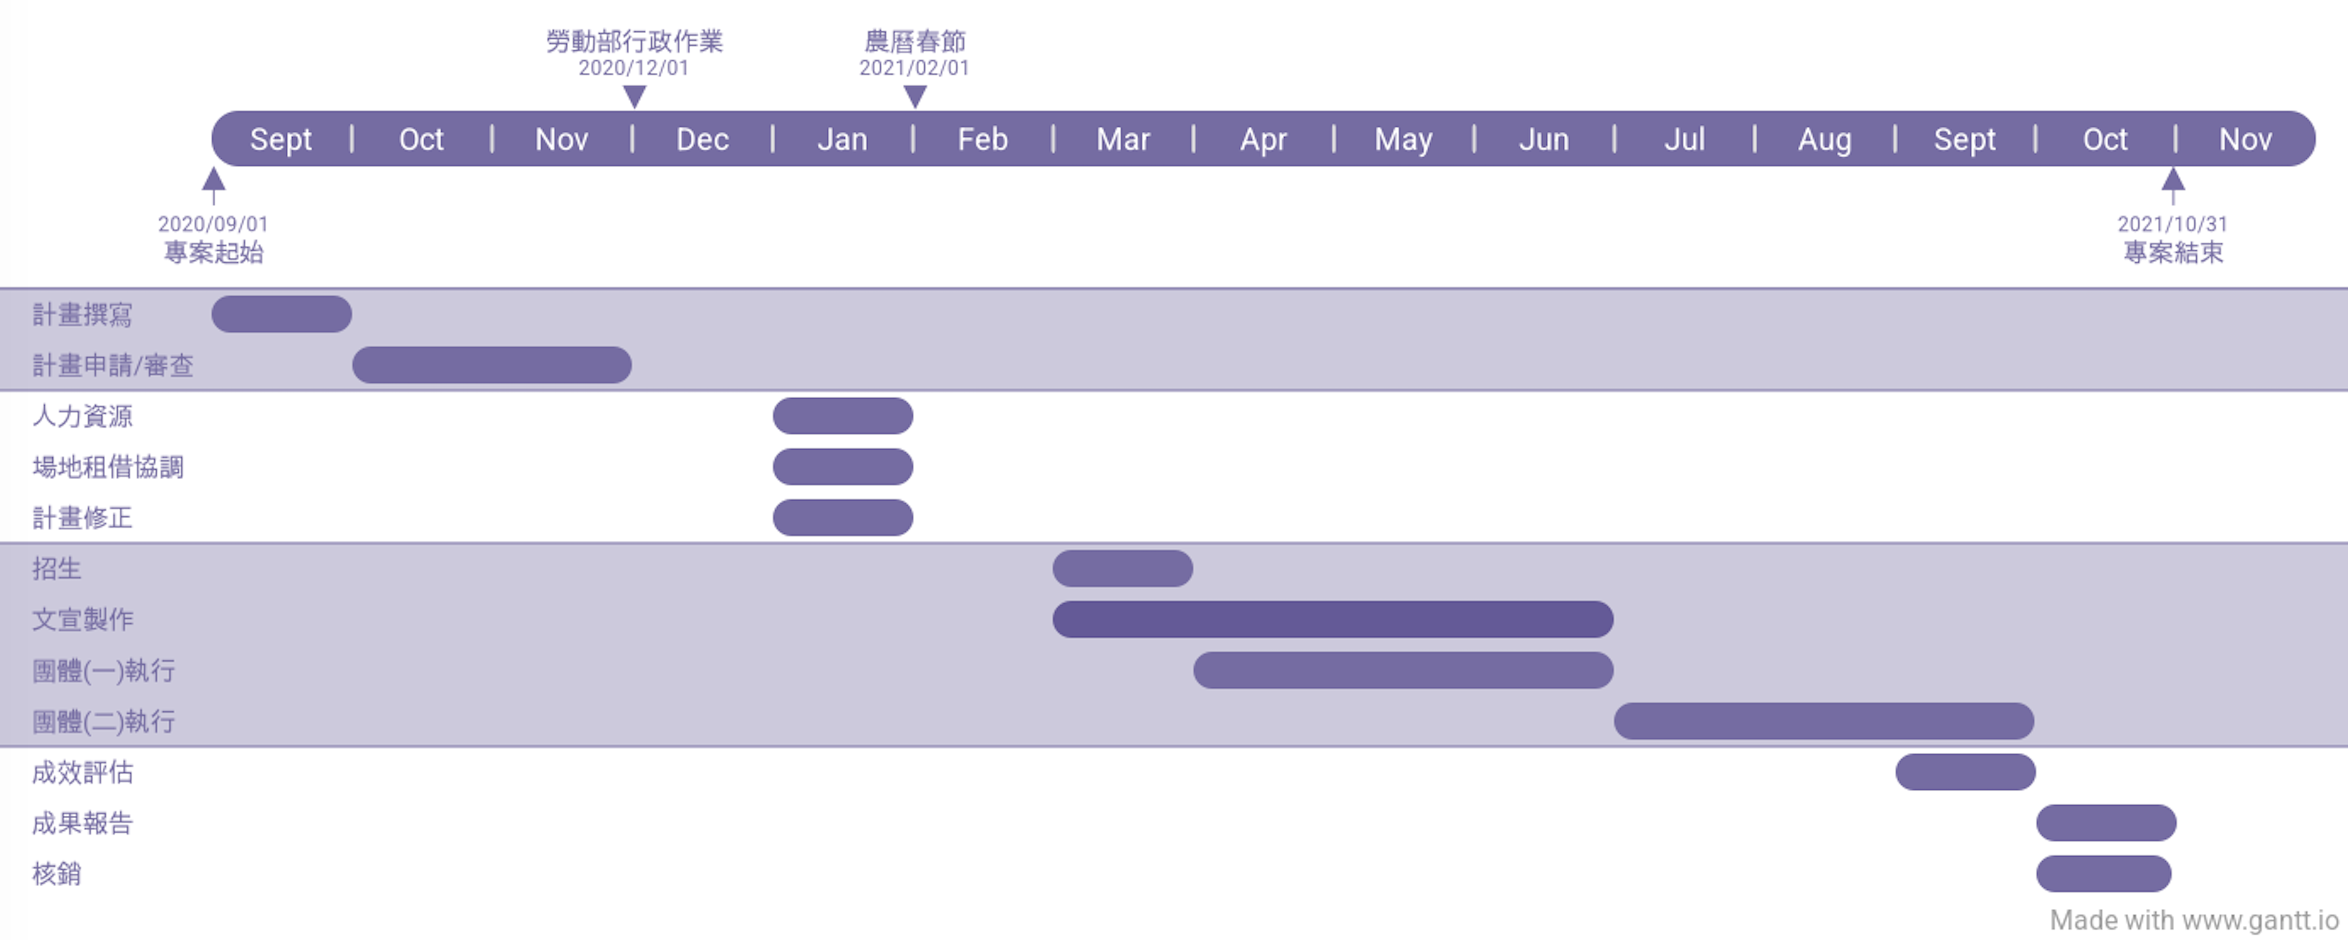 勞動部行政作業
2020/12/01
農曆春節
2021/02/01
Sept | Oct | Nov | Dec | Jan | Feb | Mar | Apr | May | Jun | Jul | Aug | Sept | Oct | Nov
2020/09/01
專案起始
2021/10/31
專案結束
計畫撰寫
計畫申請/審查
人力資源
場地租借協調
計畫修正
招生
文宣製作
團體(一)執行
團體(二)執行
成效評估
成果報告
核銷
Made with www.gantt.io